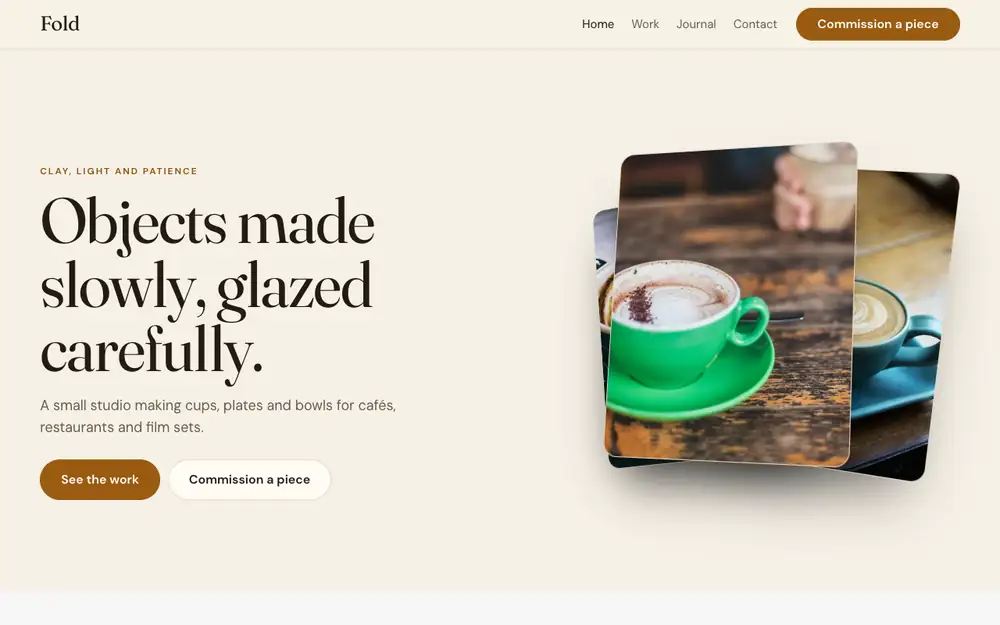 Fold
Home
Work
Journal
Contact
Commission a piece
CLAY, LIGHT AND PATIENCE
Objects made
slowly, glazed
carefully.
A small studio making cups, plates and bowls for cafés,
restaurants and film sets.
See the work
Commission a piece